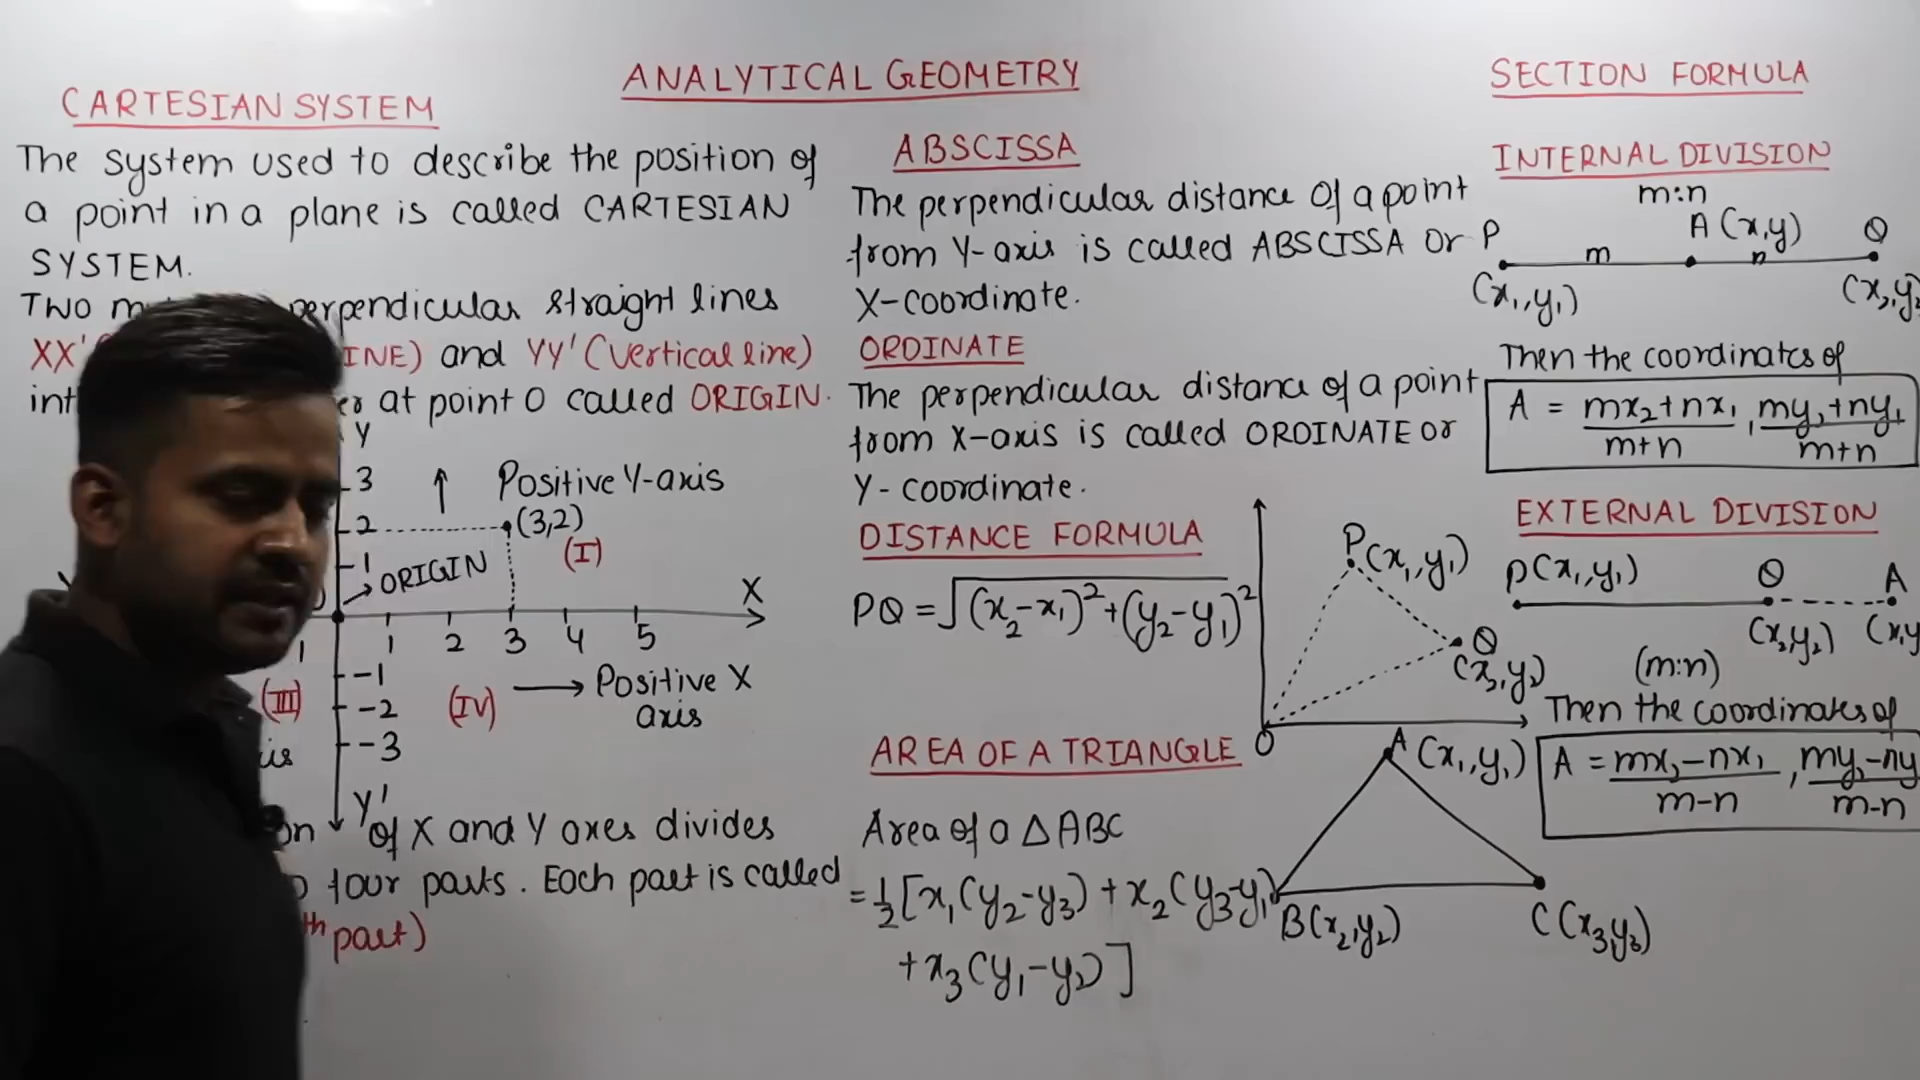 ANALYTICAL GEOMETRY
CARTESIAN SYSTEM
The system used to describe the position of
a point in a plane is called CARTESIAN
SYSTEM.
TWO perpendicular straight lines
XX' INE) and YY' (Vertical line)
at point O called ORIGIN.
Y
3
Positive Y-axis
2
(3,2)
(I)
1
ORIGIN
X
1 2 3 4 5
1
-1
(III)
(IV)
Positive X
axis
-2
-3
Y'
of X and Y axes divides
four parts. Each part is called
th part)
ABSCISSA
The perpendicular distance of a point
from Y-axis is called ABSCISSA or
X-coordinate.
ORDINATE
The perpendicular distance of a point
from X-axis is called ORDINATE or
Y-coordinate.
DISTANCE FORMULA
PQ = √(x₂-x₁)²+(y₂-y₁)²
P(x₁,y₁)
Q
(x₂,y₂)
O
AREA OF A TRIANGLE
Area of a △ ABC
= ½[x₁(y₂-y₃)+x₂(y₃-y₁)
+x₃(y₁-y₂)]
A(x₁,y₁)
B(x₂,y₂)
C(x₃,y₃)
SECTION FORMULA
INTERNAL DIVISION
m:n
P A(x,y) Q
m n
(x₁,y₁) (x₂,y₂
Then the coordinates of
A = mx₂+nx₁/m+n , my₂+ny₁/m+n
EXTERNAL DIVISION
P(x₁,y₁) Q A
(x₂,y₂) (x,y
(m:n)
Then the coordinates of
A = mx₂-nx₁/m-n , my₂-ny/m-n